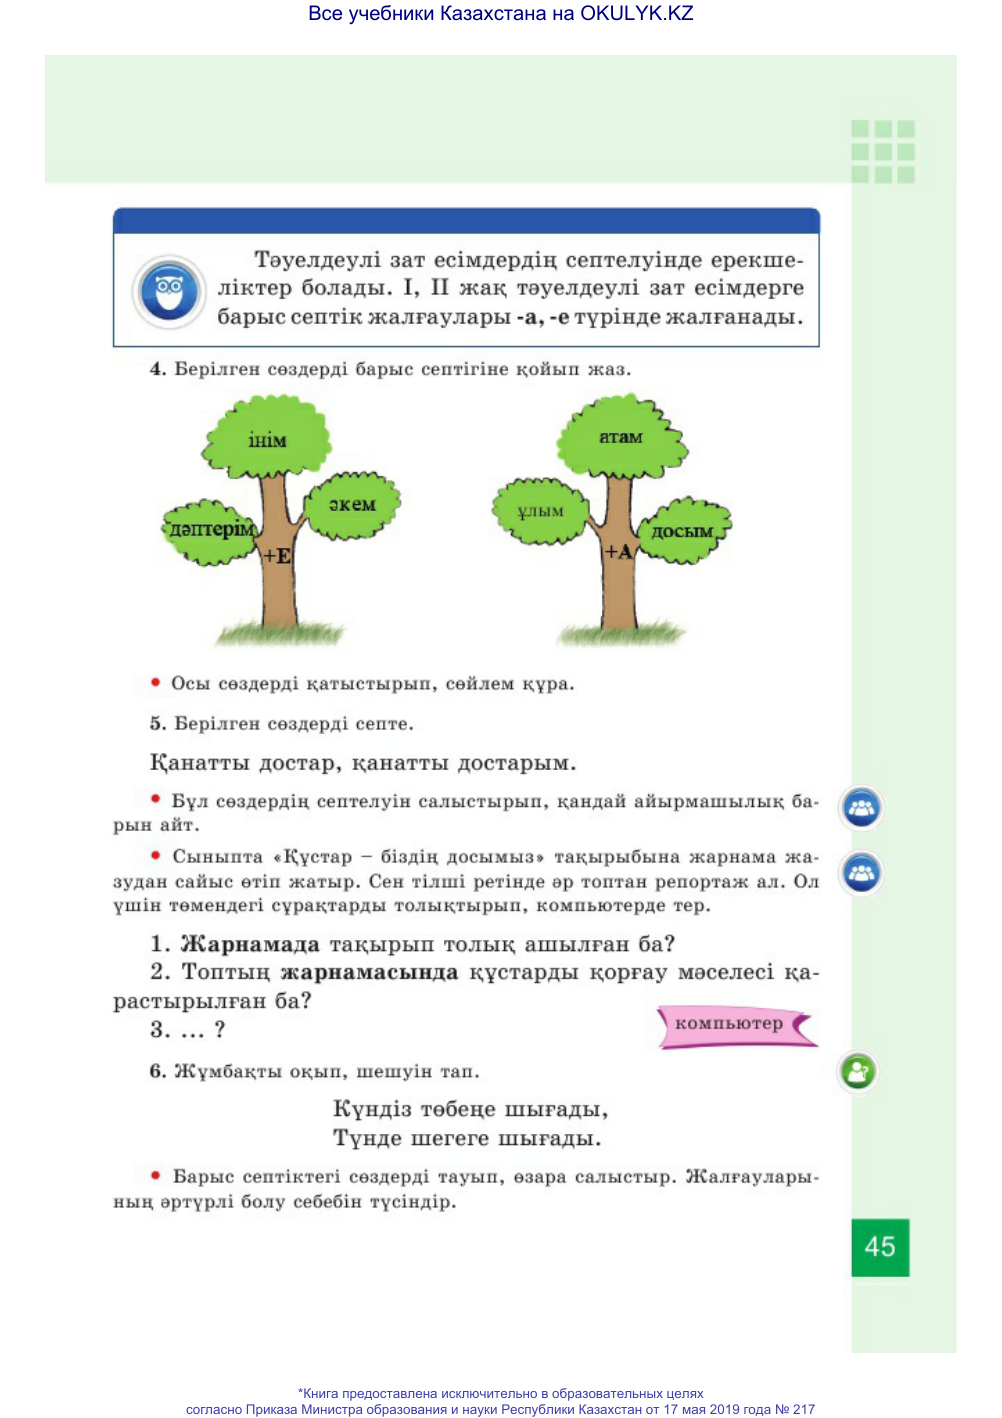 Все учебники Казахстана на OKULYK.KZ
Тәуелдеулі зат есімдердің септелуінде ерекше-
ліктер болады. I, II жақ тәуелдеулі зат есімдерге
барыс септік жалғаулары -а, -е түрінде жалғанады.
4. Берілген сөздерді барыс септігіне қойып жаз.
інім
әкем
дәптерім
+Е
атам
ұлым
досым
+А
• Осы сөздерді қатыстырып, сөйлем құра.
5. Берілген сөздерді септе.
Қанатты достар, қанатты достарым.
• Бұл сөздердің септелуін салыстырып, қандай айырмашылық ба-
рын айт.
• Сыныпта «Құстар – біздің досымыз» тақырыбына жарнама жа-
зудан сайыс өтіп жатыр. Сен тілші ретінде әр топтан репортаж ал. Ол
үшін төмендегі сұрақтарды толықтырып, компьютерде тер.
1. Жарнамада тақырып толық ашылған ба?
2. Топтың жарнамасында құстарды қорғау мәселесі қа-
растырылған ба?
3. ... ?
компьютер
6. Жұмбақты оқып, шешуін тап.
Күндіз төбеңе шығады,
Түнде шегеге шығады.
• Барыс септіктегі сөздерді тауып, өзара салыстыр. Жалғаулары-
ның әртүрлі болу себебін түсіндір.
45
*Книга предоставлена исключительно в образовательных целях
согласно Приказа Министра образования и науки Республики Казахстан от 17 мая 2019 года № 217